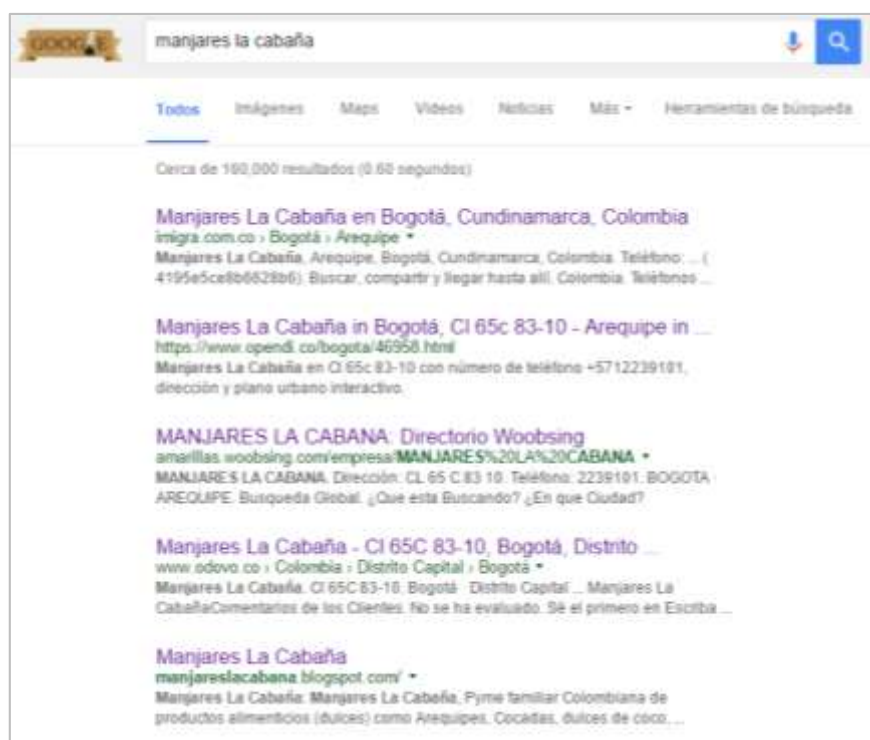 GOOGLE
manjares la cabaña
Todos Imágenes Maps Videos Noticias Más Herramientas de búsqueda
Cerca de 160,000 resultados (0.60 segundos)
Manjares La Cabaña en Bogotá, Cundinamarca, Colombia
imigra.com.co › Bogotá › Arequipe
Manjares La Cabaña, Arequipe, Bogotá, Cundinamarca, Colombia. Teléfono: ... (
4195e5ce8b6628b6). Buscar, compartir y llegar hasta allí. Colombia. Teléfonos ...
Manjares La Cabaña in Bogotá, Cl 65c 83-10 - Arequipe in ...
https://www.opendi.co/bogota/46958.html
Manjares La Cabaña en Cl 65c 83-10 con número de teléfono +5712239101,
dirección y plano urbano interactivo.
MANJARES LA CABANA: Directorio Woobsing
amarillas.woobsing.com/empresa/MANJARES%20LA%20CABANA
MANJARES LA CABANA. Dirección: CL 65 C 83 10. Teléfono: 2239101. BOGOTA
AREQUIPE. Busqueda Global. ¿Que esta Buscando? ¿En que Ciudad?
Manjares La Cabaña - Cl 65C 83-10, Bogotá, Distrito ...
www.odovo.co › Colombia › Distrito Capital › Bogotá
Manjares La Cabaña. Cl 65C 83-10. Bogotá · Distrito Capital ... Manjares La
CabañaComentarios de los Clientes. No se ha evaluado. Sé el primero en Escriba ...
Manjares La Cabaña
manjareslacabana.blogspot.com/
Manjares La Cabaña: Manjares La Cabaña, Pyme familiar Colombiana de
productos alimenticios (dulces) como Arequipes, Cocadas, dulces de coco, ...